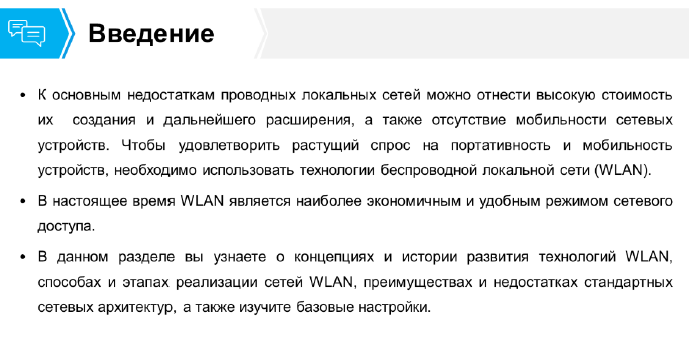 Введение
• К основным недостаткам проводных локальных сетей можно отнести высокую стоимость
их создания и дальнейшего расширения, а также отсутствие мобильности сетевых
устройств. Чтобы удовлетворить растущий спрос на портативность и мобильность
устройств, необходимо использовать технологии беспроводной локальной сети (WLAN).
• В настоящее время WLAN является наиболее экономичным и удобным режимом сетевого
доступа.
• В данном разделе вы узнаете о концепциях и истории развития технологий WLAN,
способах и этапах реализации сетей WLAN, преимуществах и недостатках стандартных
сетевых архитектур, а также изучите базовые настройки.